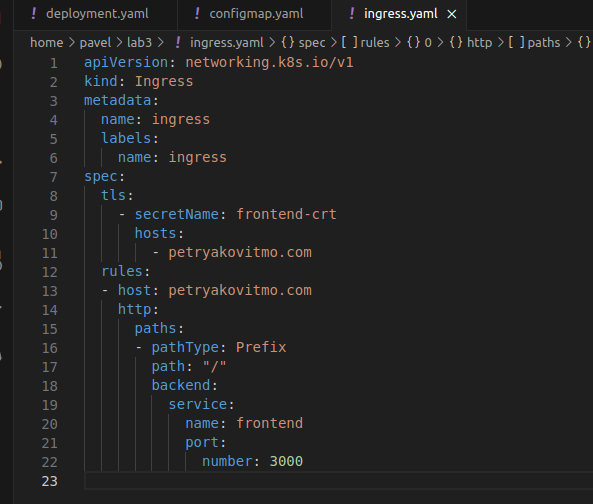 ! deployment.yaml ! configmap.yaml ! ingress.yaml ×
home > pavel > lab3 > ! ingress.yaml > {} spec > [ ] rules > {} 0 > {} http > [ ] paths > {}
1 apiVersion: networking.k8s.io/v1
2 kind: Ingress
3 metadata:
4   name: ingress
5   labels:
6     name: ingress
7 spec:
8   tls:
9     - secretName: frontend-crt
10       hosts:
11         - petryakovitmo.com
12   rules:
13   - host: petryakovitmo.com
14     http:
15       paths:
16       - pathType: Prefix
17         path: "/"
18         backend:
19           service:
20             name: frontend
21             port:
22               number: 3000
23